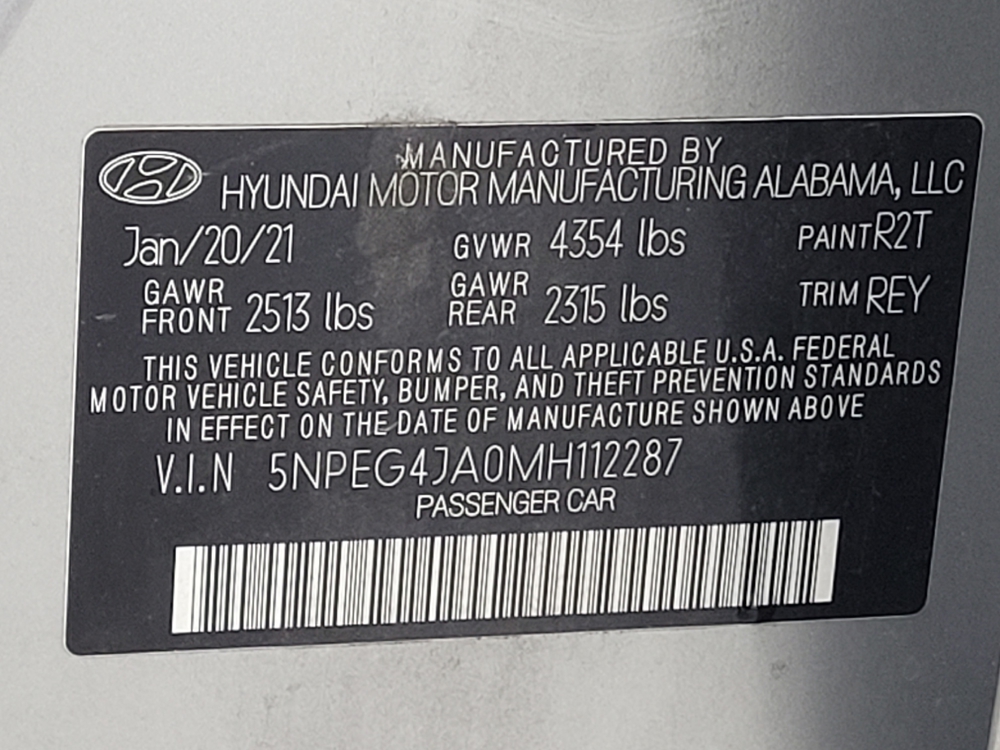 MANUFACTURED BY
HYUNDAI MOTOR MANUFACTURING ALABAMA, LLC
Jan/20/21 GVWR 4354 lbs PAINT R2T
GAWR FRONT 2513 lbs GAWR REAR 2315 lbs TRIM REY
THIS VEHICLE CONFORMS TO ALL APPLICABLE U.S.A. FEDERAL
MOTOR VEHICLE SAFETY, BUMPER, AND THEFT PREVENTION STANDARDS
IN EFFECT ON THE DATE OF MANUFACTURE SHOWN ABOVE
V.I.N 5NPEG4JA0MH112287
PASSENGER CAR